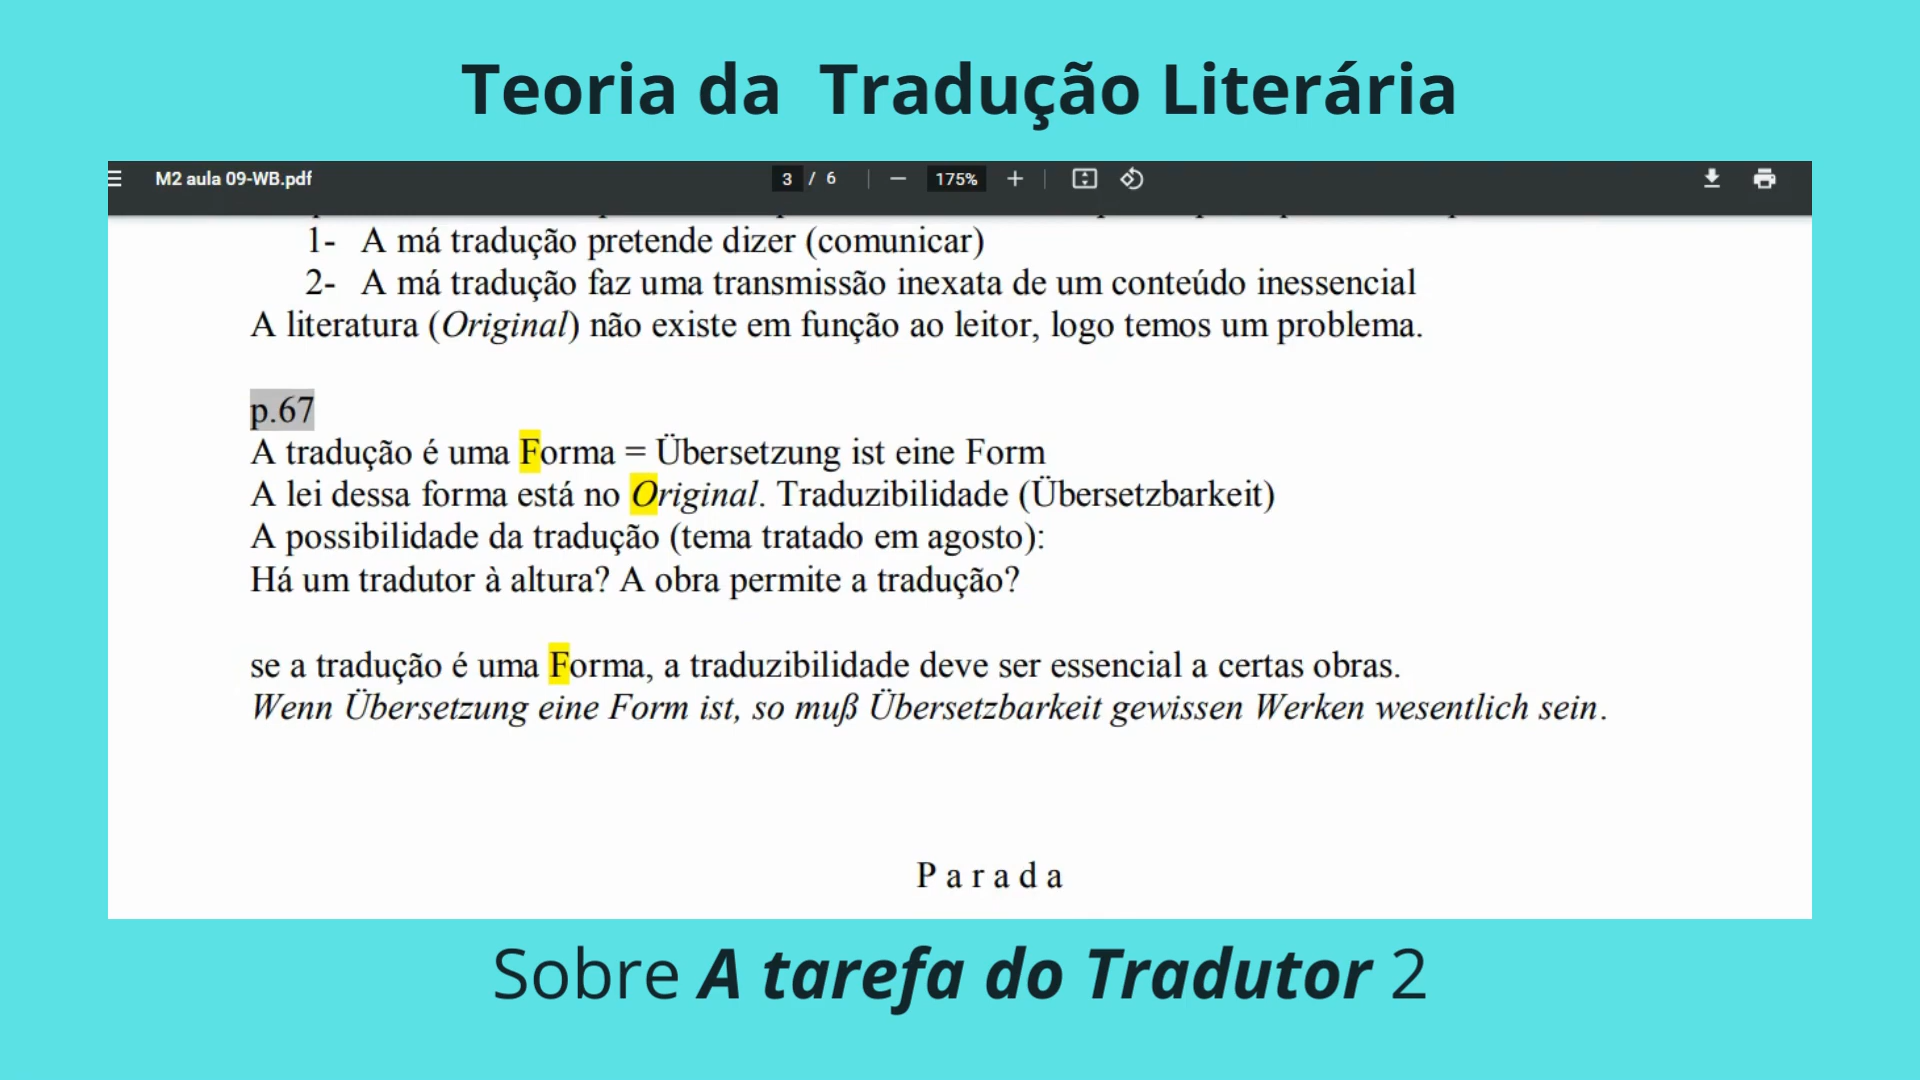 Teoria da Tradução Literária
M2 aula 09-WB.pdf 3 / 6 175%
1- A má tradução pretende dizer (comunicar)
2- A má tradução faz uma transmissão inexata de um conteúdo inessencial
A literatura (Original) não existe em função ao leitor, logo temos um problema.
p.67
A tradução é uma Forma = Übersetzung ist eine Form
A lei dessa forma está no Original. Traduzibilidade (Übersetzbarkeit)
A possibilidade da tradução (tema tratado em agosto):
Há um tradutor à altura? A obra permite a tradução?
se a tradução é uma Forma, a traduzibilidade deve ser essencial a certas obras.
Wenn Übersetzung eine Form ist, so muß Übersetzbarkeit gewissen Werken wesentlich sein.
P a r a d a
Sobre A tarefa do Tradutor 2